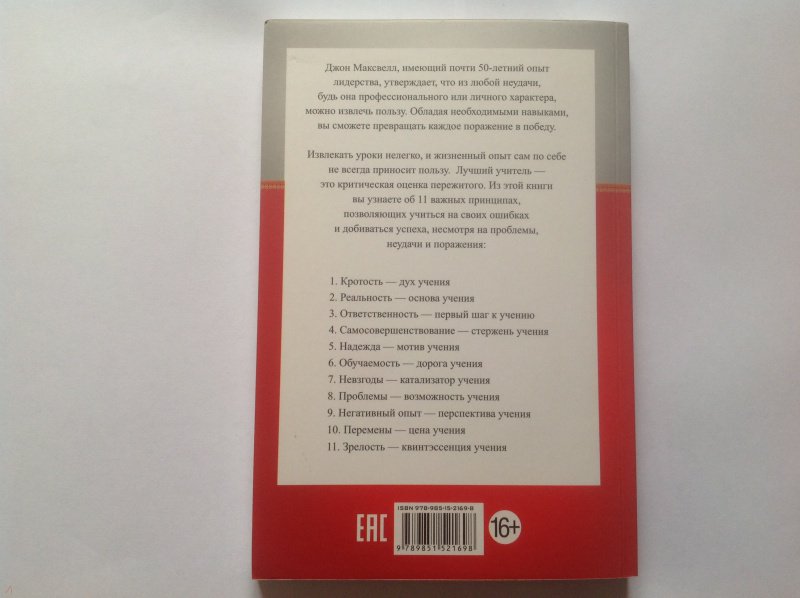 Джон Максвелл, имеющий почти 50-летний опыт
лидерства, утверждает, что из любой неудачи,
будь она профессионального или личного характера,
можно извлечь пользу. Обладая необходимыми навыками,
вы сможете превращать каждое поражение в победу.
Извлекать уроки нелегко, и жизненный опыт сам по себе
не всегда приносит пользу. Лучший учитель —
это критическая оценка пережитого. Из этой книги
вы узнаете об 11 важных принципах,
позволяющих учиться на своих ошибках
и добиваться успеха, несмотря на проблемы,
неудачи и поражения:
1. Кротость — дух учения
2. Реальность — основа учения
3. Ответственность — первый шаг к учению
4. Самосовершенствование — стержень учения
5. Надежда — мотив учения
6. Обучаемость — дорога учения
7. Невзгоды — катализатор учения
8. Проблемы — возможность учения
9. Негативный опыт — перспектива учения
10. Перемены — цена учения
11. Зрелость — квинтэссенция учения
ISBN 978-985-15-2169-8
EAC
16+
9 789851 521698